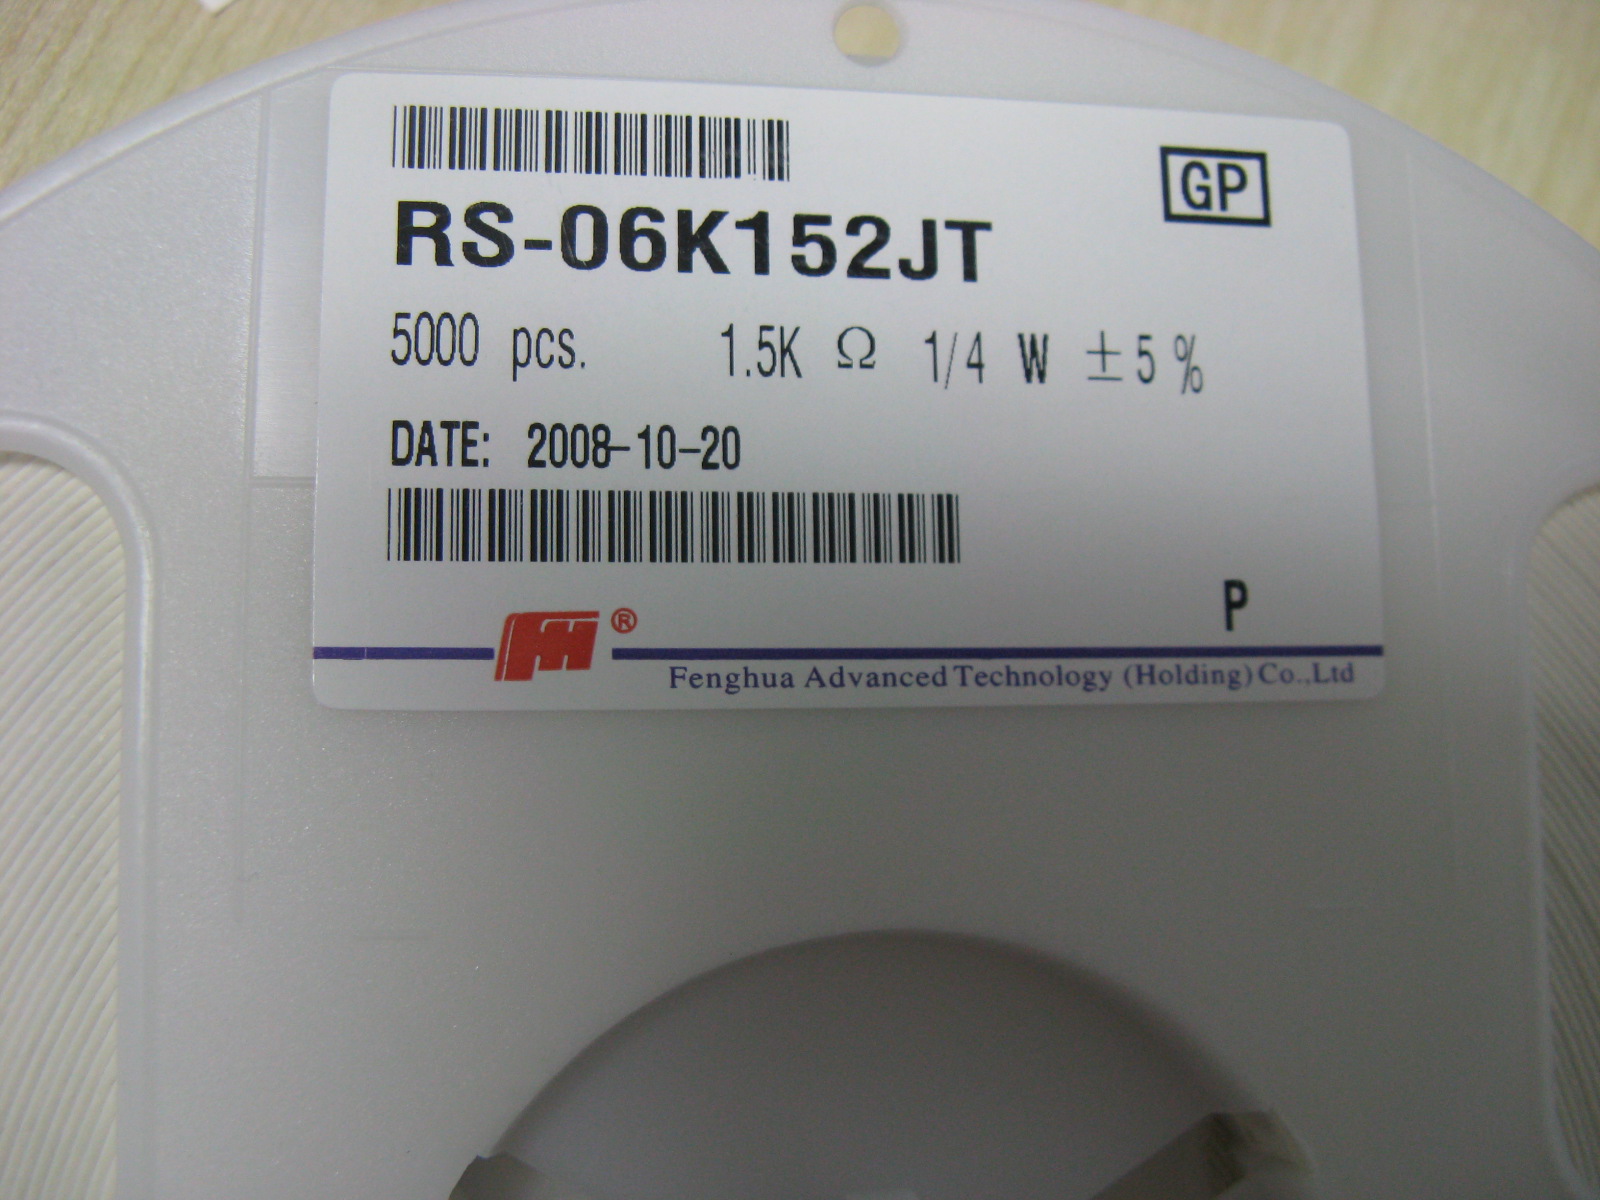 GP
RS-06K152JT
5000 pcs. 1.5K Ω 1/4 W ±5%
DATE: 2008-10-20
P
®
Fenghua Advanced Technology (Holding) Co.,Ltd